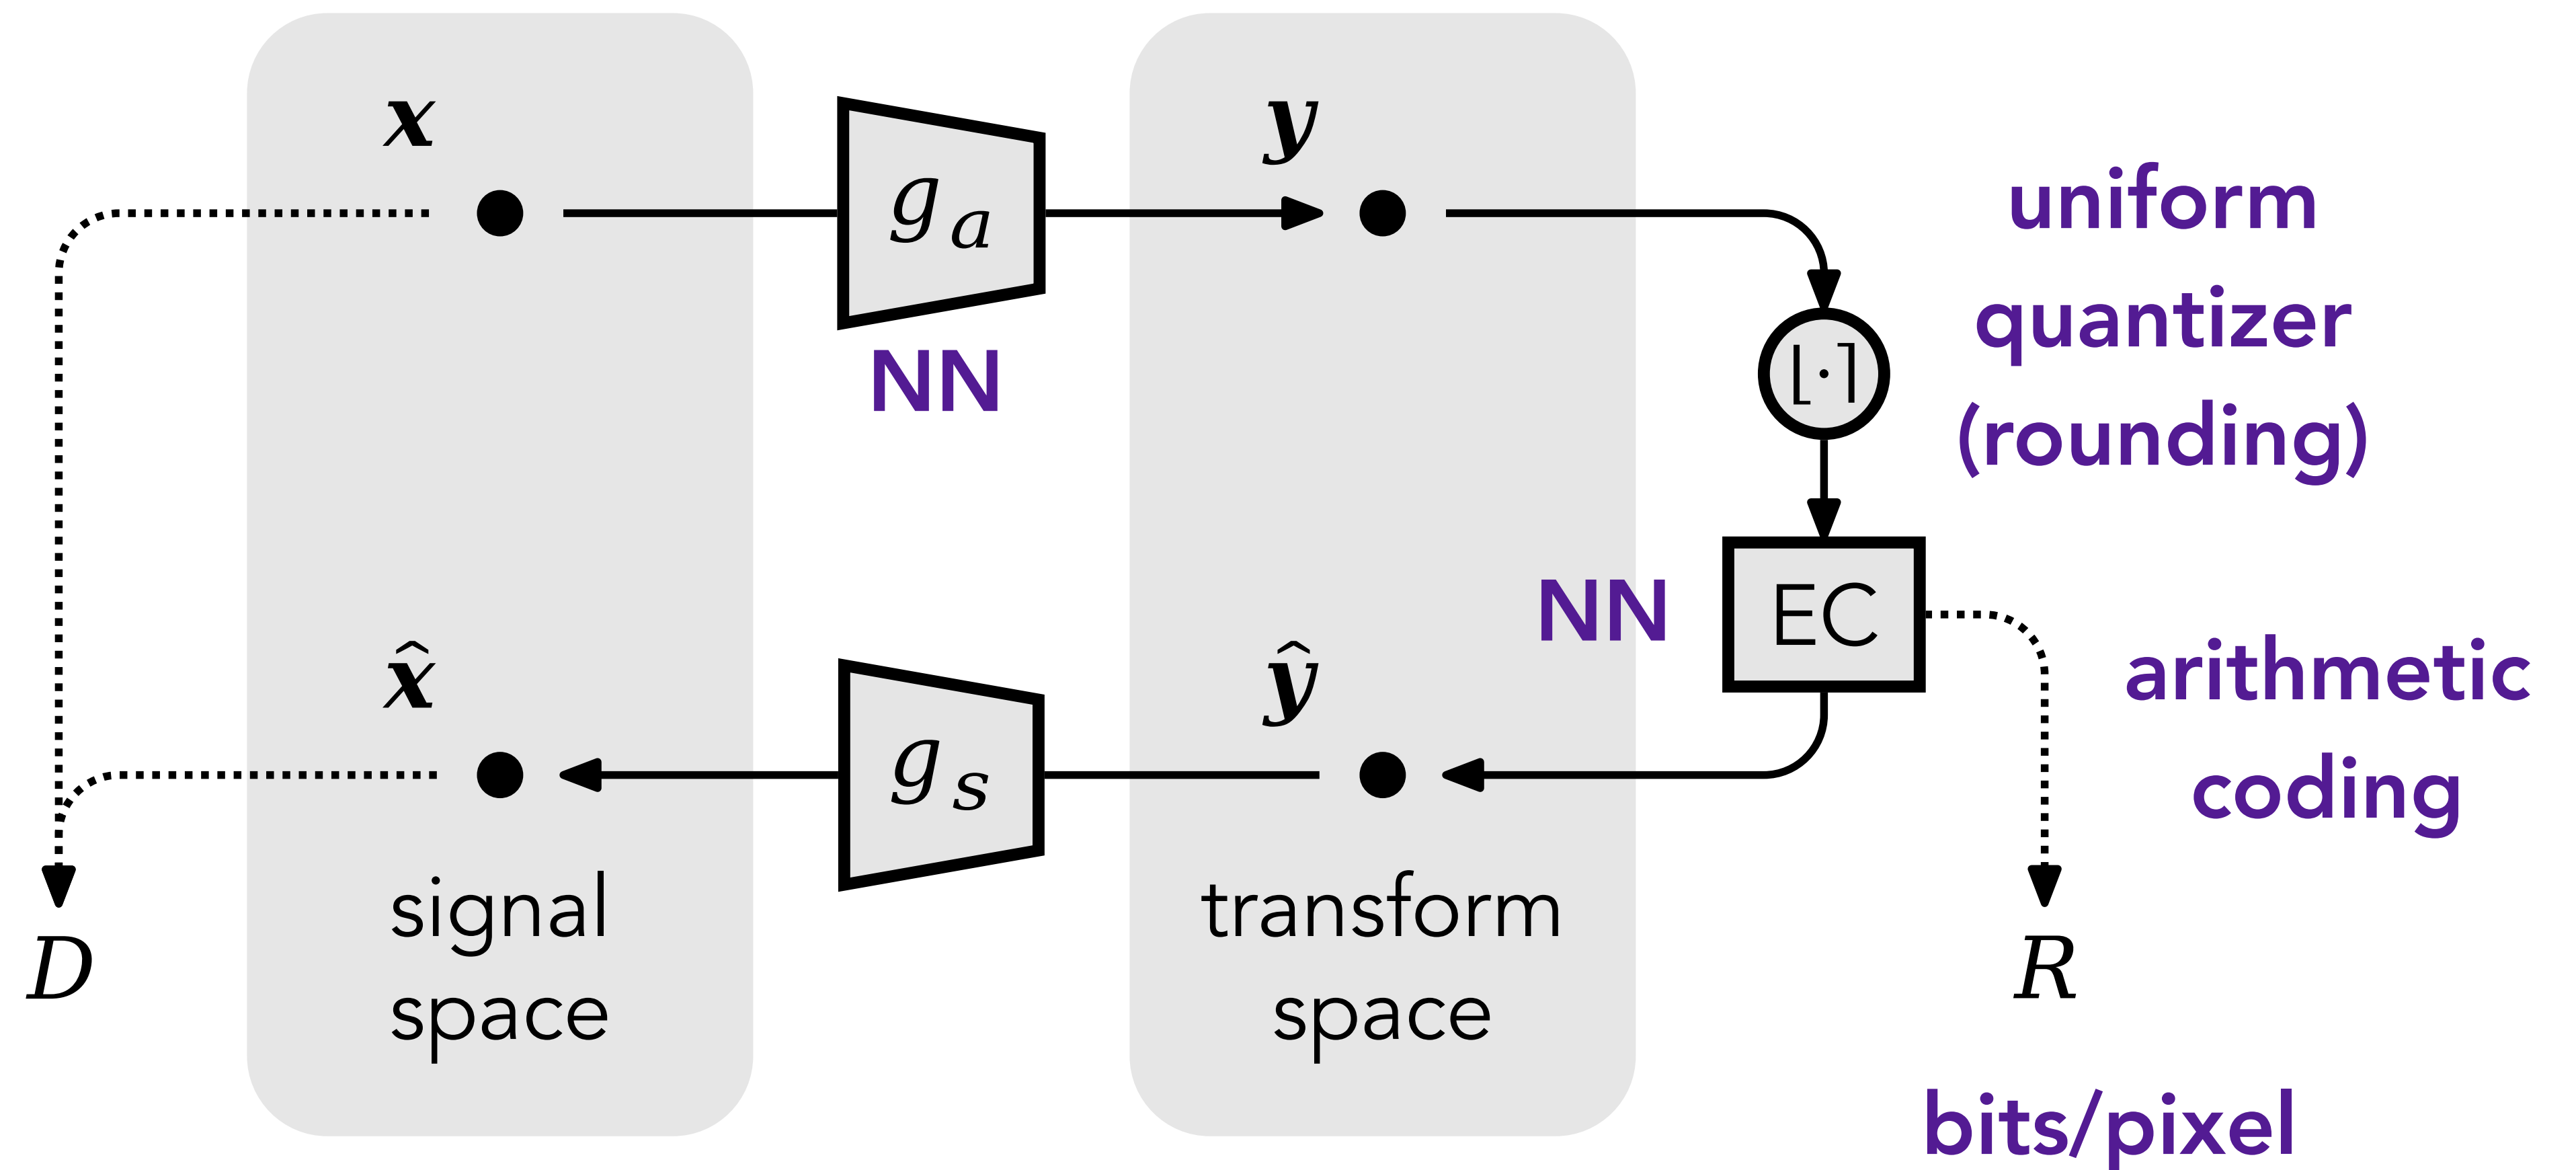 x
y
g_a
uniform
quantizer
(rounding)
⌊·⌉
NN
NN
EC
x̂
ŷ
g_s
arithmetic
coding
signal
space
transform
space
D
R
bits/pixel